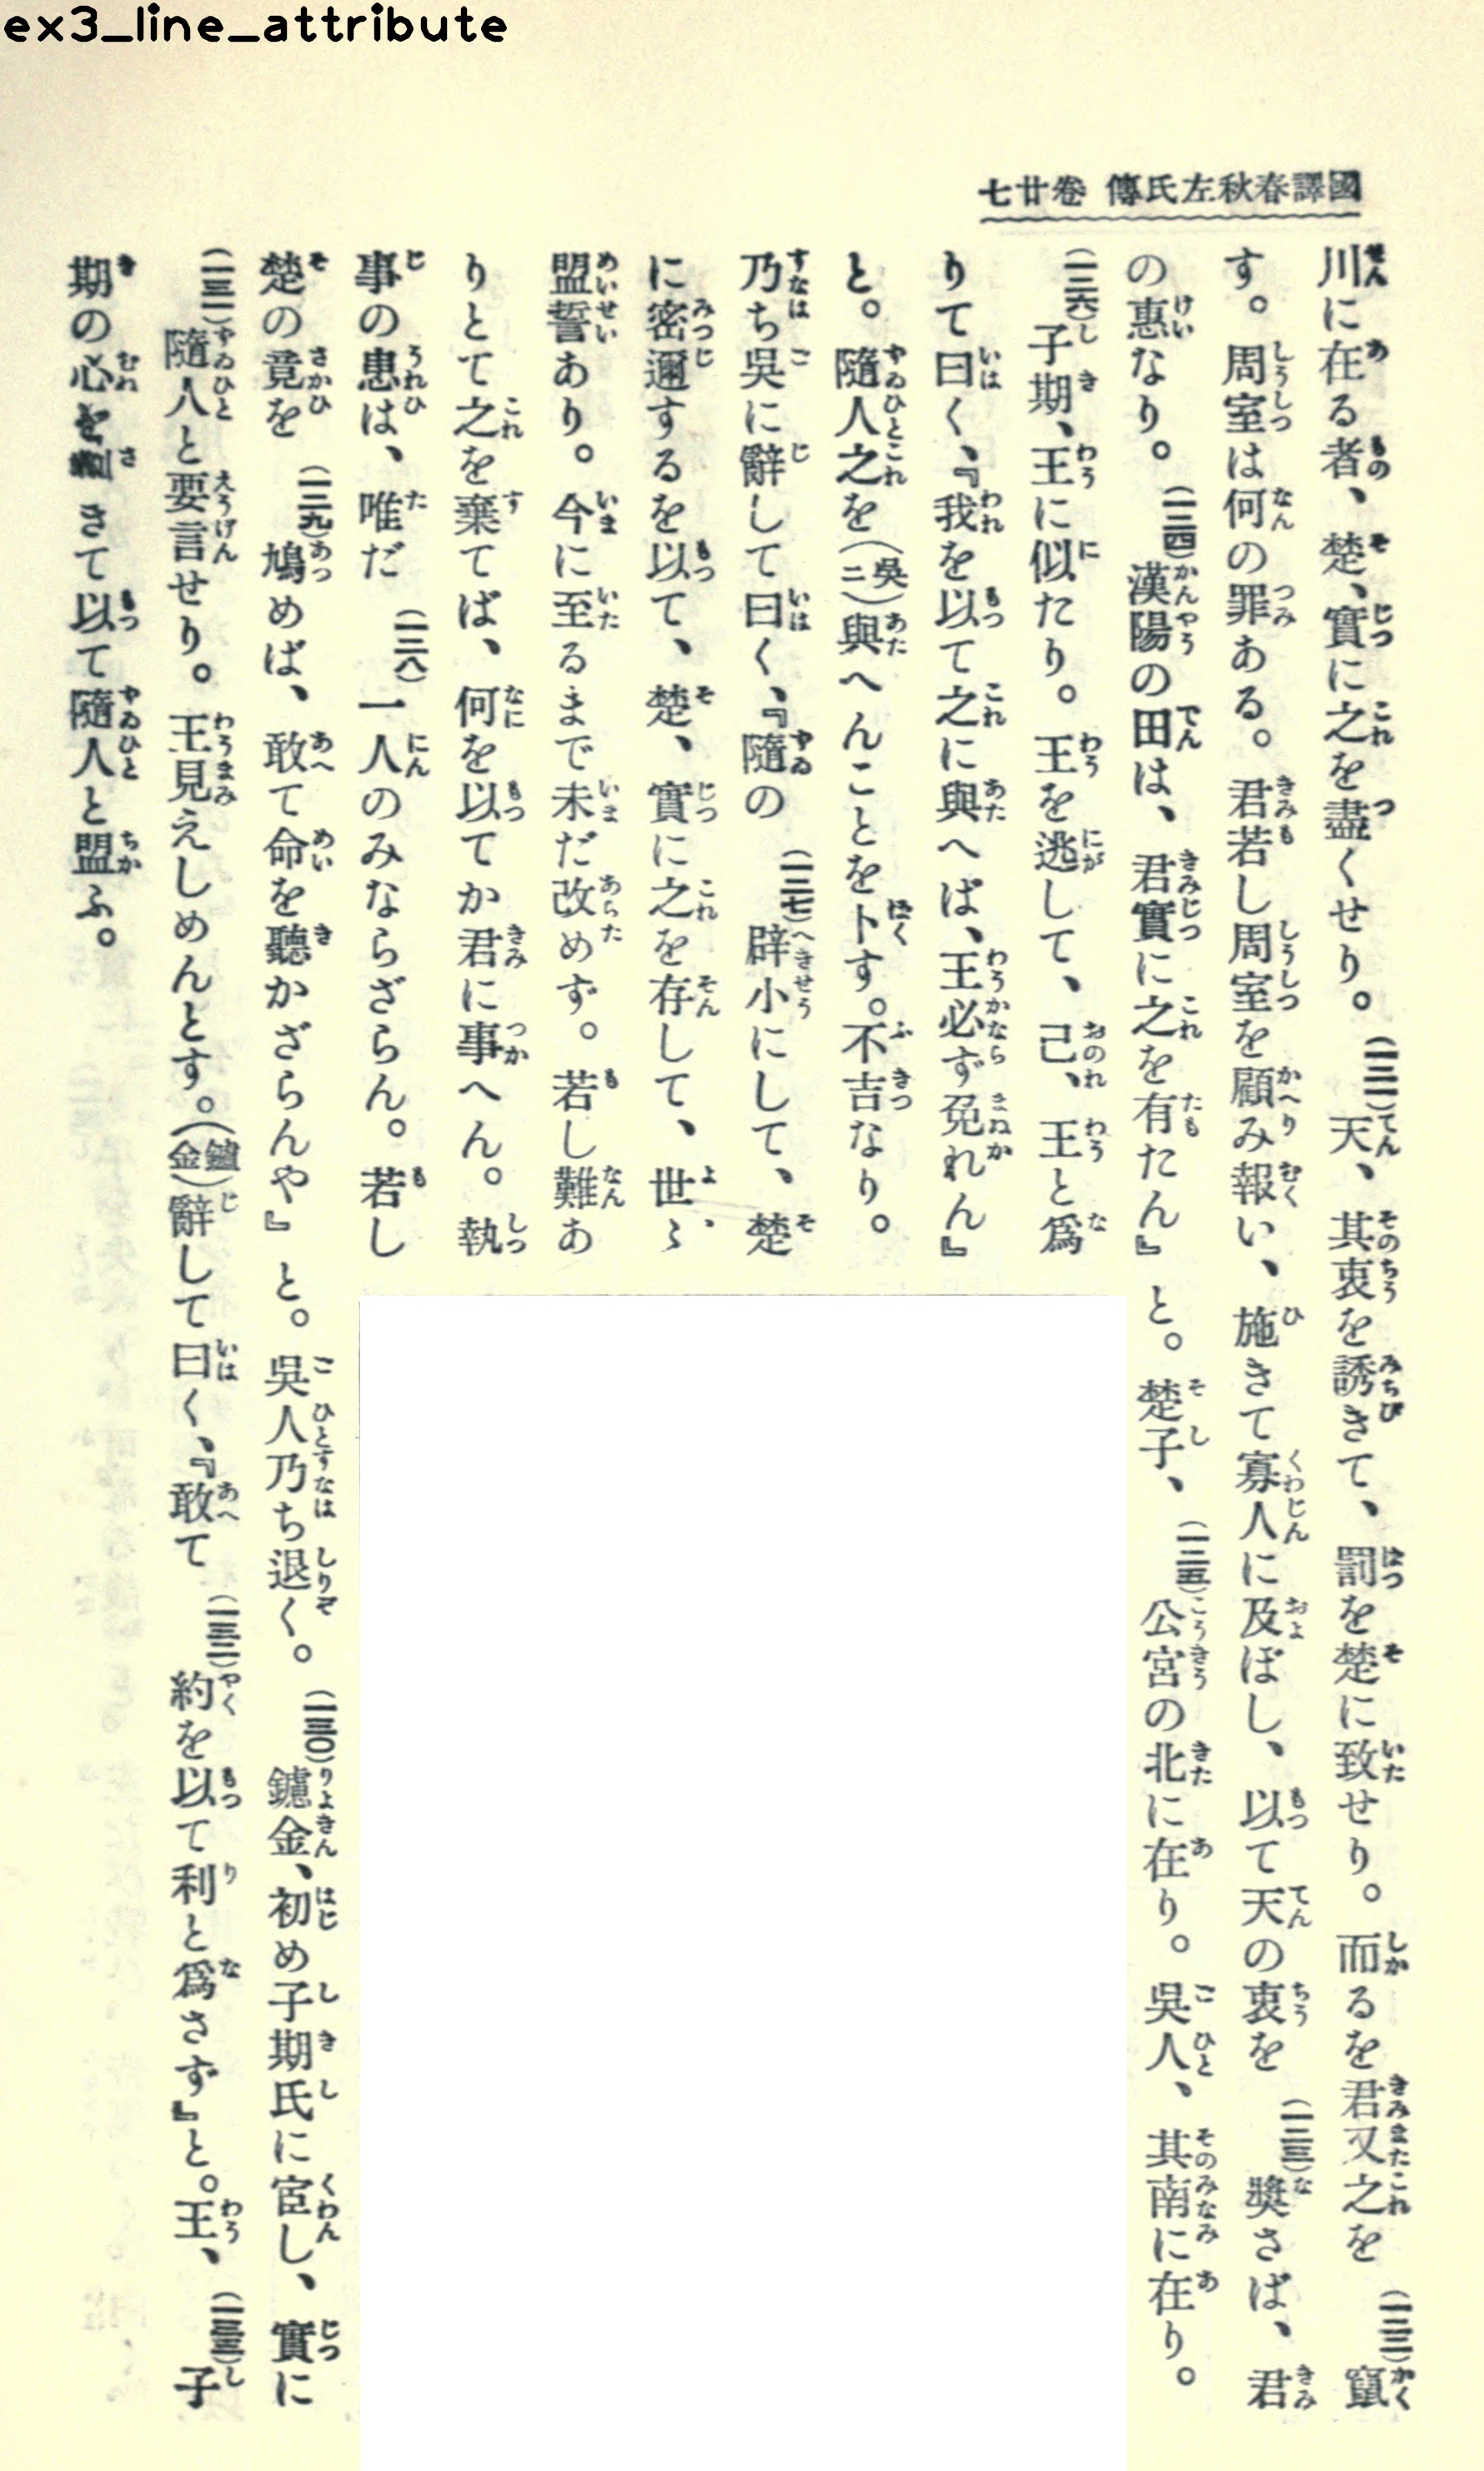 ex3_line_attribute
國譯春秋左氏傳 卷廿七
川に在る者、楚、實に之を盡くせり。(一二一)天、其衷を誘きて、罰を楚に致せり。而るを君又之を(一二二)竄
す。周室は何の罪ある。君若し周室を顧み報い、施きて寡人に及ぼし、以て天の衷を(一二三)奬さば、君
の惠なり。(一二四)漢陽の田は、君實に之を有たん』と。楚子、(一二五)公宮の北に在り。吳人、其南に在り。
(一二六)子期、王に似たり。王を逃して、己、王と爲
りて曰く、『我を以て之に與へば、王必ず免れん』
と。隨人之を(吳ニ)與へんことを卜す。不吉なり。
乃ち吳に辭して曰く、『隨の(一二七)辟小にして、楚
に密邇するを以て、楚、實に之を存して、世〻
盟誓あり。今に至るまで未だ改めず。若し難あ
りとて之を棄てば、何を以てか君に事へん。執
事の患は、唯だ(一二八)一人のみならざらん。若し
楚の竟を(一二九)鳩めば、敢て命を聽かざらんや』と。吳人乃ち退く。(一三〇)鑢金、初め子期氏に宦し、實に
(一三一)隨人と要言せり。王見えしめんとす。(鑢金)辭して曰く、『敢て(一三二)約を以て利と爲さず』と。王、(一三三)子
期の心を きて以て隨人と盟ふ。